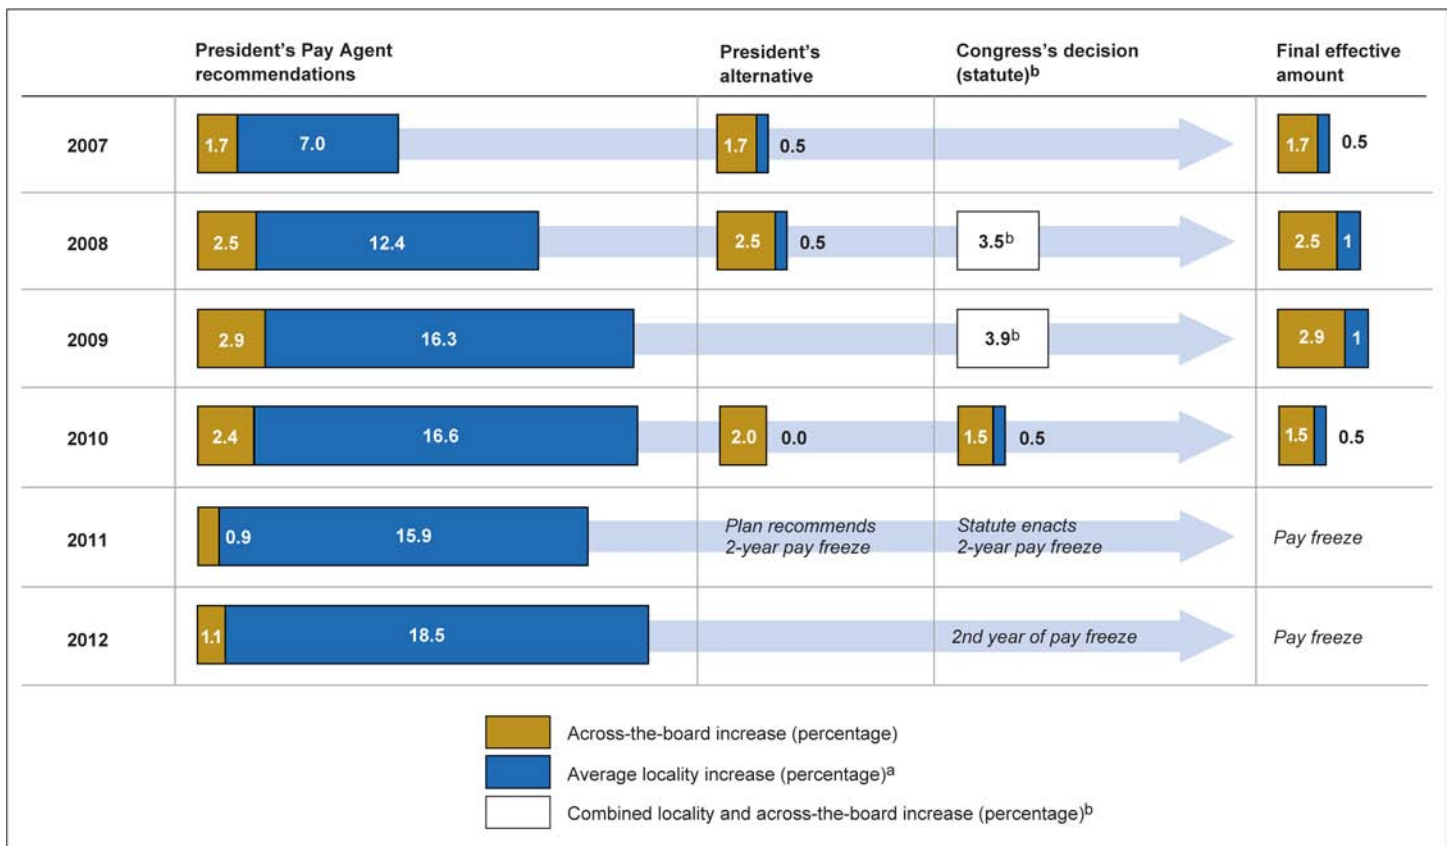 President's Pay Agent
recommendations
President's
alternative
Congress's decision
(statute)b
Final effective
amount
2007
1.7
7.0
1.7
0.5
1.7
0.5
2008
2.5
12.4
2.5
0.5
3.5b
2.5
1
2009
2.9
16.3
3.9b
2.9
1
2010
2.4
16.6
2.0
0.0
1.5
0.5
1.5
0.5
2011
0.9
15.9
Plan recommends
2-year pay freeze
Statute enacts
2-year pay freeze
Pay freeze
2012
1.1
18.5
2nd year of pay freeze
Pay freeze
Across-the-board increase (percentage)
Average locality increase (percentage)a
Combined locality and across-the-board increase (percentage)b